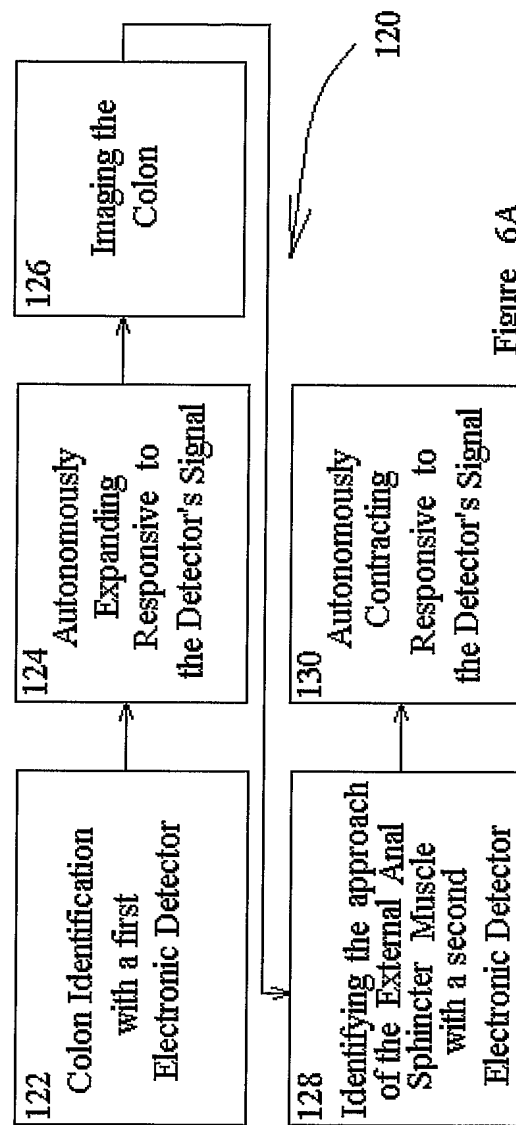 122
Colon Identification
with a first
Electronic Detector
124
Autonomously
Expanding
Responsive to
the Detector's Signal
126
Imaging the
Colon
128
Identifying the approach
of the External Anal
Sphincter Muscle
with a second
Electronic Detector
130
Autonomously
Contracting
Responsive to
the Detector's Signal
120
Figure 6A